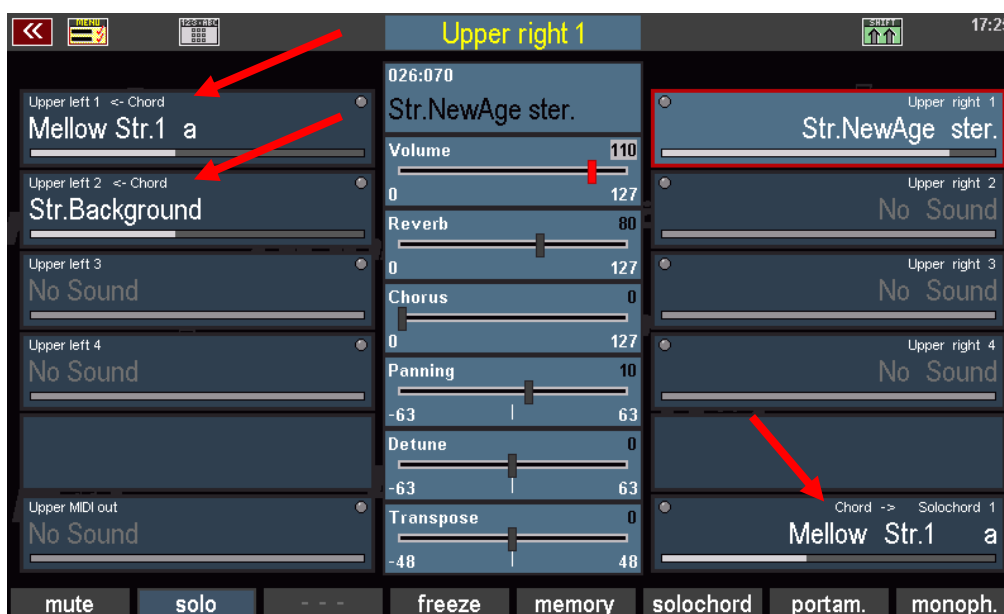 MENU
123-ABC
Upper right 1
SHIFT
026:070
Str.NewAge ster.
Upper left 1 <- Chord
Mellow Str.1 a
Upper left 2 <- Chord
Str.Background
Upper left 3
No Sound
Upper left 4
No Sound
Upper MIDI out
No Sound
Volume 110
0 127
Reverb 80
0 127
Chorus 0
0 127
Panning 10
-63 63
Detune 0
-63 63
Transpose 0
-48 48
Upper right 1
Str.NewAge ster.
Upper right 2
No Sound
Upper right 3
No Sound
Upper right 4
No Sound
Chord -> Solochord 1
Mellow Str.1 a
mute solo - - - freeze memory solochord portam. monoph.